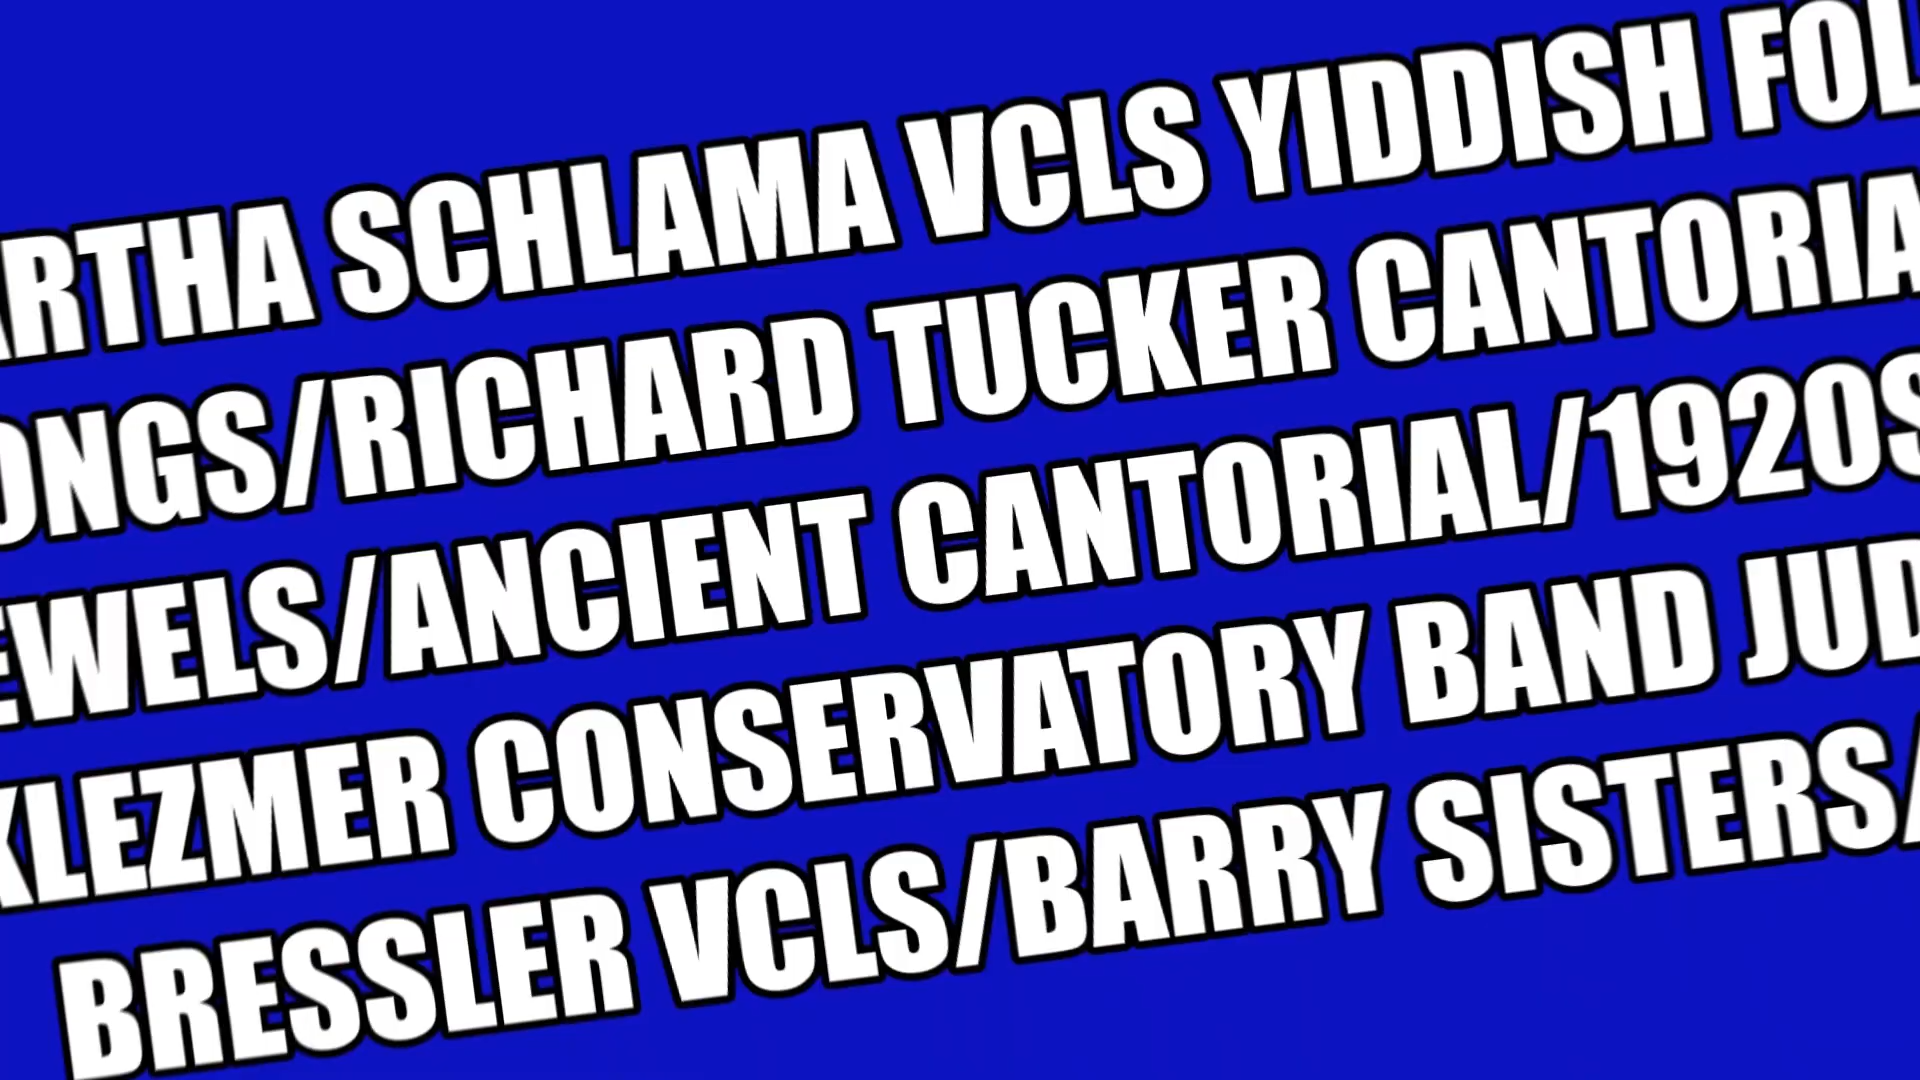 ARTHA SCHLAMA VCLS YIDDISH FOL
ONGS/RICHARD TUCKER CANTORIA
EWELS/ANCIENT CANTORIAL/1920S
KLEZMER CONSERVATORY BAND JUD
BRESSLER VCLS/BARRY SISTERS/